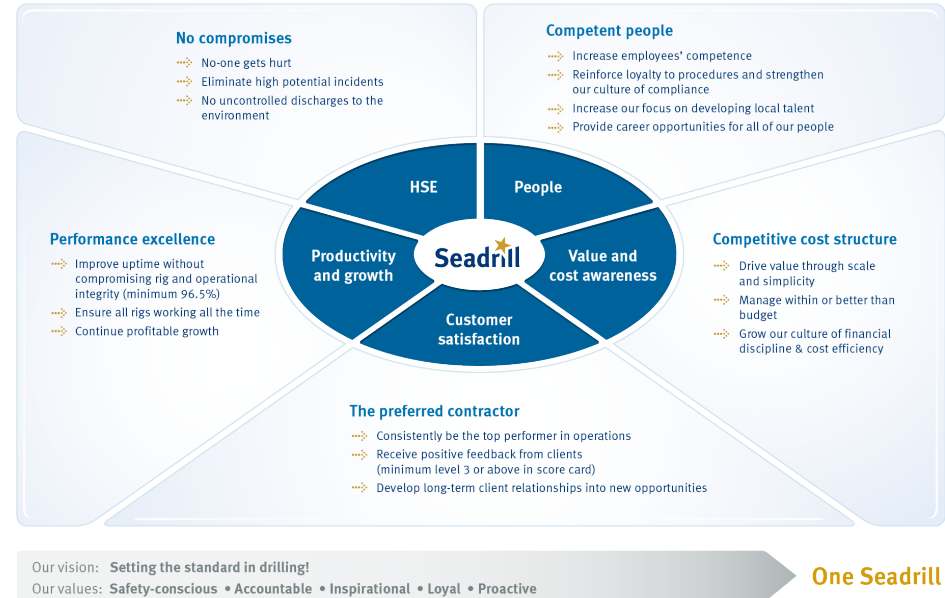 No compromises
No-one gets hurt
Eliminate high potential incidents
No uncontrolled discharges to the
environment
Competent people
Increase employees' competence
Reinforce loyalty to procedures and strengthen
our culture of compliance
Increase our focus on developing local talent
Provide career opportunities for all of our people
HSE
People
Productivity
and growth
Seadrill
Value and
cost awareness
Customer
satisfaction
Performance excellence
Improve uptime without
compromising rig and operational
integrity (minimum 96.5%)
Ensure all rigs working all the time
Continue profitable growth
Competitive cost structure
Drive value through scale
and simplicity
Manage within or better than
budget
Grow our culture of financial
discipline & cost efficiency
The preferred contractor
Consistently be the top performer in operations
Receive positive feedback from clients
(minimum level 3 or above in score card)
Develop long-term client relationships into new opportunities
Our vision: Setting the standard in drilling!
Our values: Safety-conscious • Accountable • Inspirational • Loyal • Proactive
One Seadrill